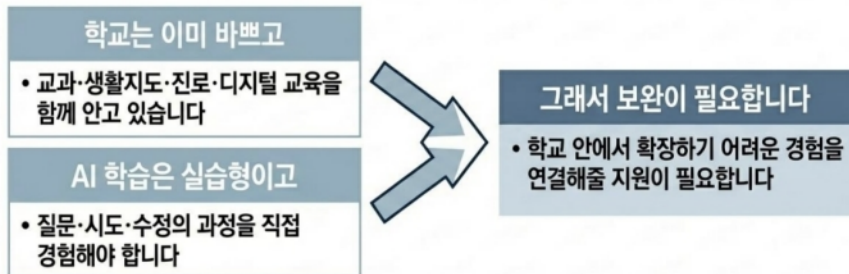 학교는 이미 바쁘고
• 교과·생활지도·진로·디지털 교육을
함께 안고 있습니다
AI 학습은 실습형이고
• 질문·시도·수정의 과정을 직접
경험해야 합니다
그래서 보완이 필요합니다
• 학교 안에서 확장하기 어려운 경험을
연결해줄 지원이 필요합니다